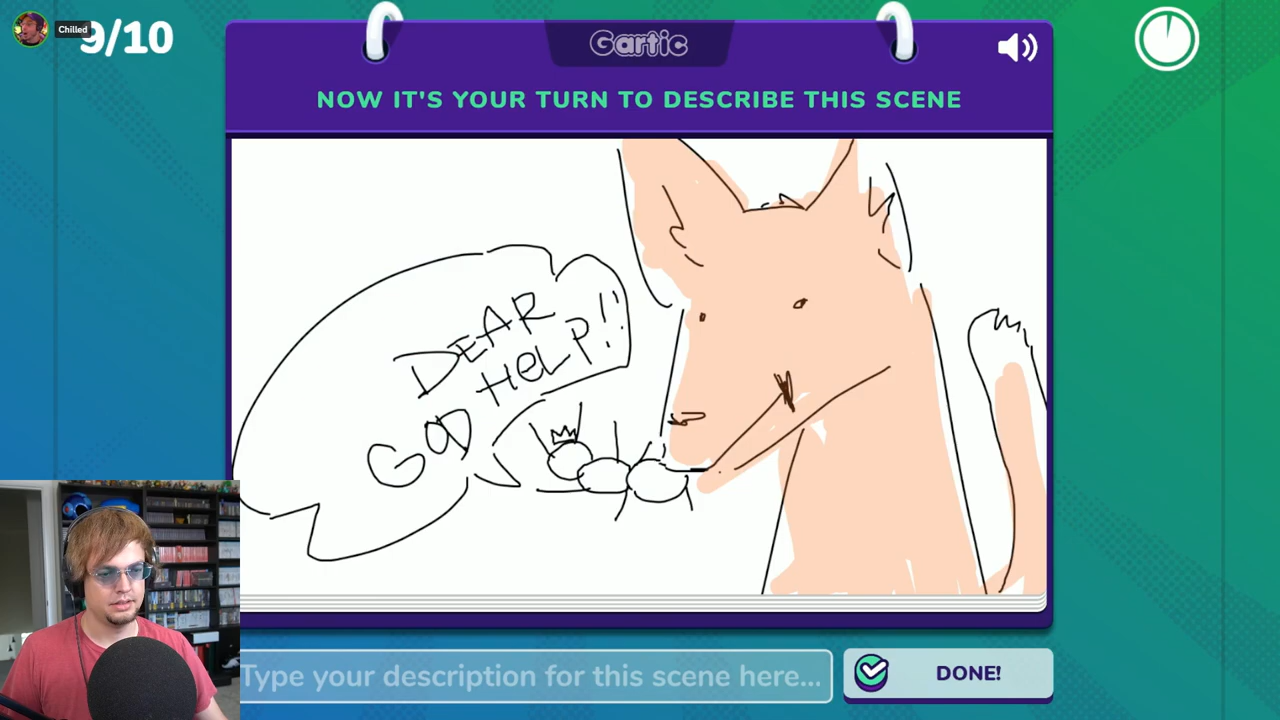 Chilled
9/10
Gartic
NOW IT'S YOUR TURN TO DESCRIBE THIS SCENE
DEAR
GOD HELP!!
Type your description for this scene here...
DONE!